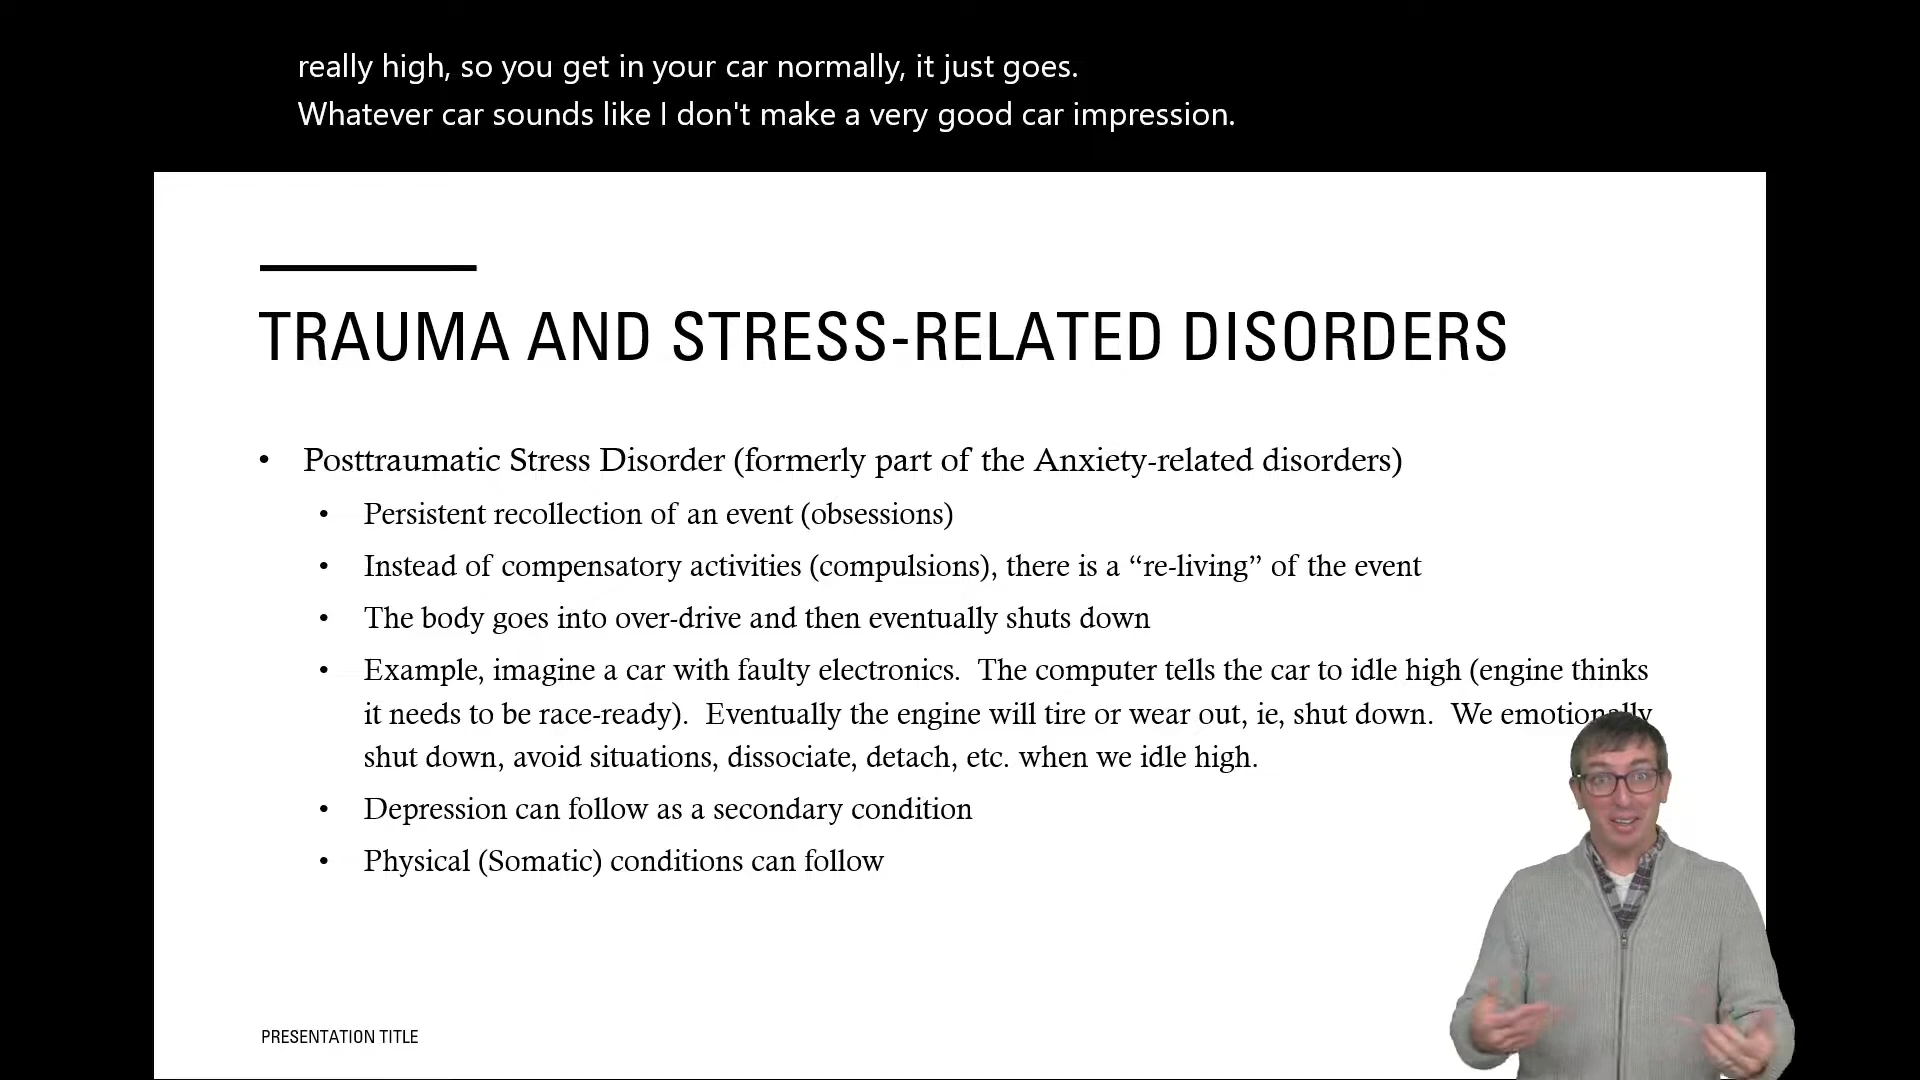 really high, so you get in your car normally, it just goes.
Whatever car sounds like I don't make a very good car impression.
TRAUMA AND STRESS-RELATED DISORDERS
• Posttraumatic Stress Disorder (formerly part of the Anxiety-related disorders)
• Persistent recollection of an event (obsessions)
• Instead of compensatory activities (compulsions), there is a “re-living” of the event
• The body goes into over-drive and then eventually shuts down
• Example, imagine a car with faulty electronics.  The computer tells the car to idle high (engine thinks
it needs to be race-ready).  Eventually the engine will tire or wear out, ie, shut down.  We emotionally
shut down, avoid situations, dissociate, detach, etc. when we idle high.
• Depression can follow as a secondary condition
• Physical (Somatic) conditions can follow
PRESENTATION TITLE